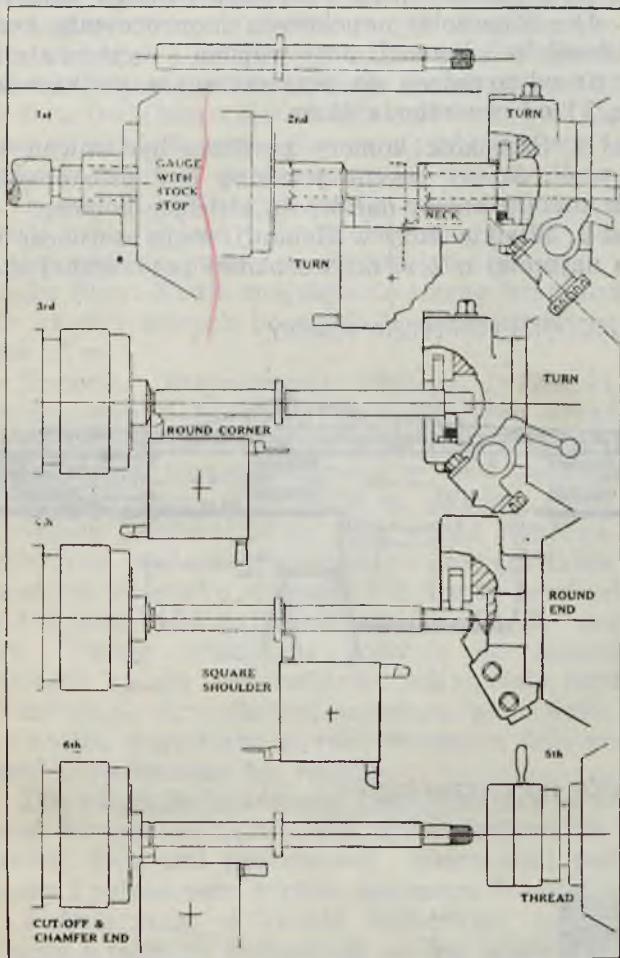 1st
2nd
TURN
GAUGE
WITH
STOCK
STOP
NECK
TURN
3rd
TURN
ROUND CORNER
4th
ROUND
END
SQUARE
SHOULDER
6th
5th
CUT-OFF &
CHAMFER END
THREAD